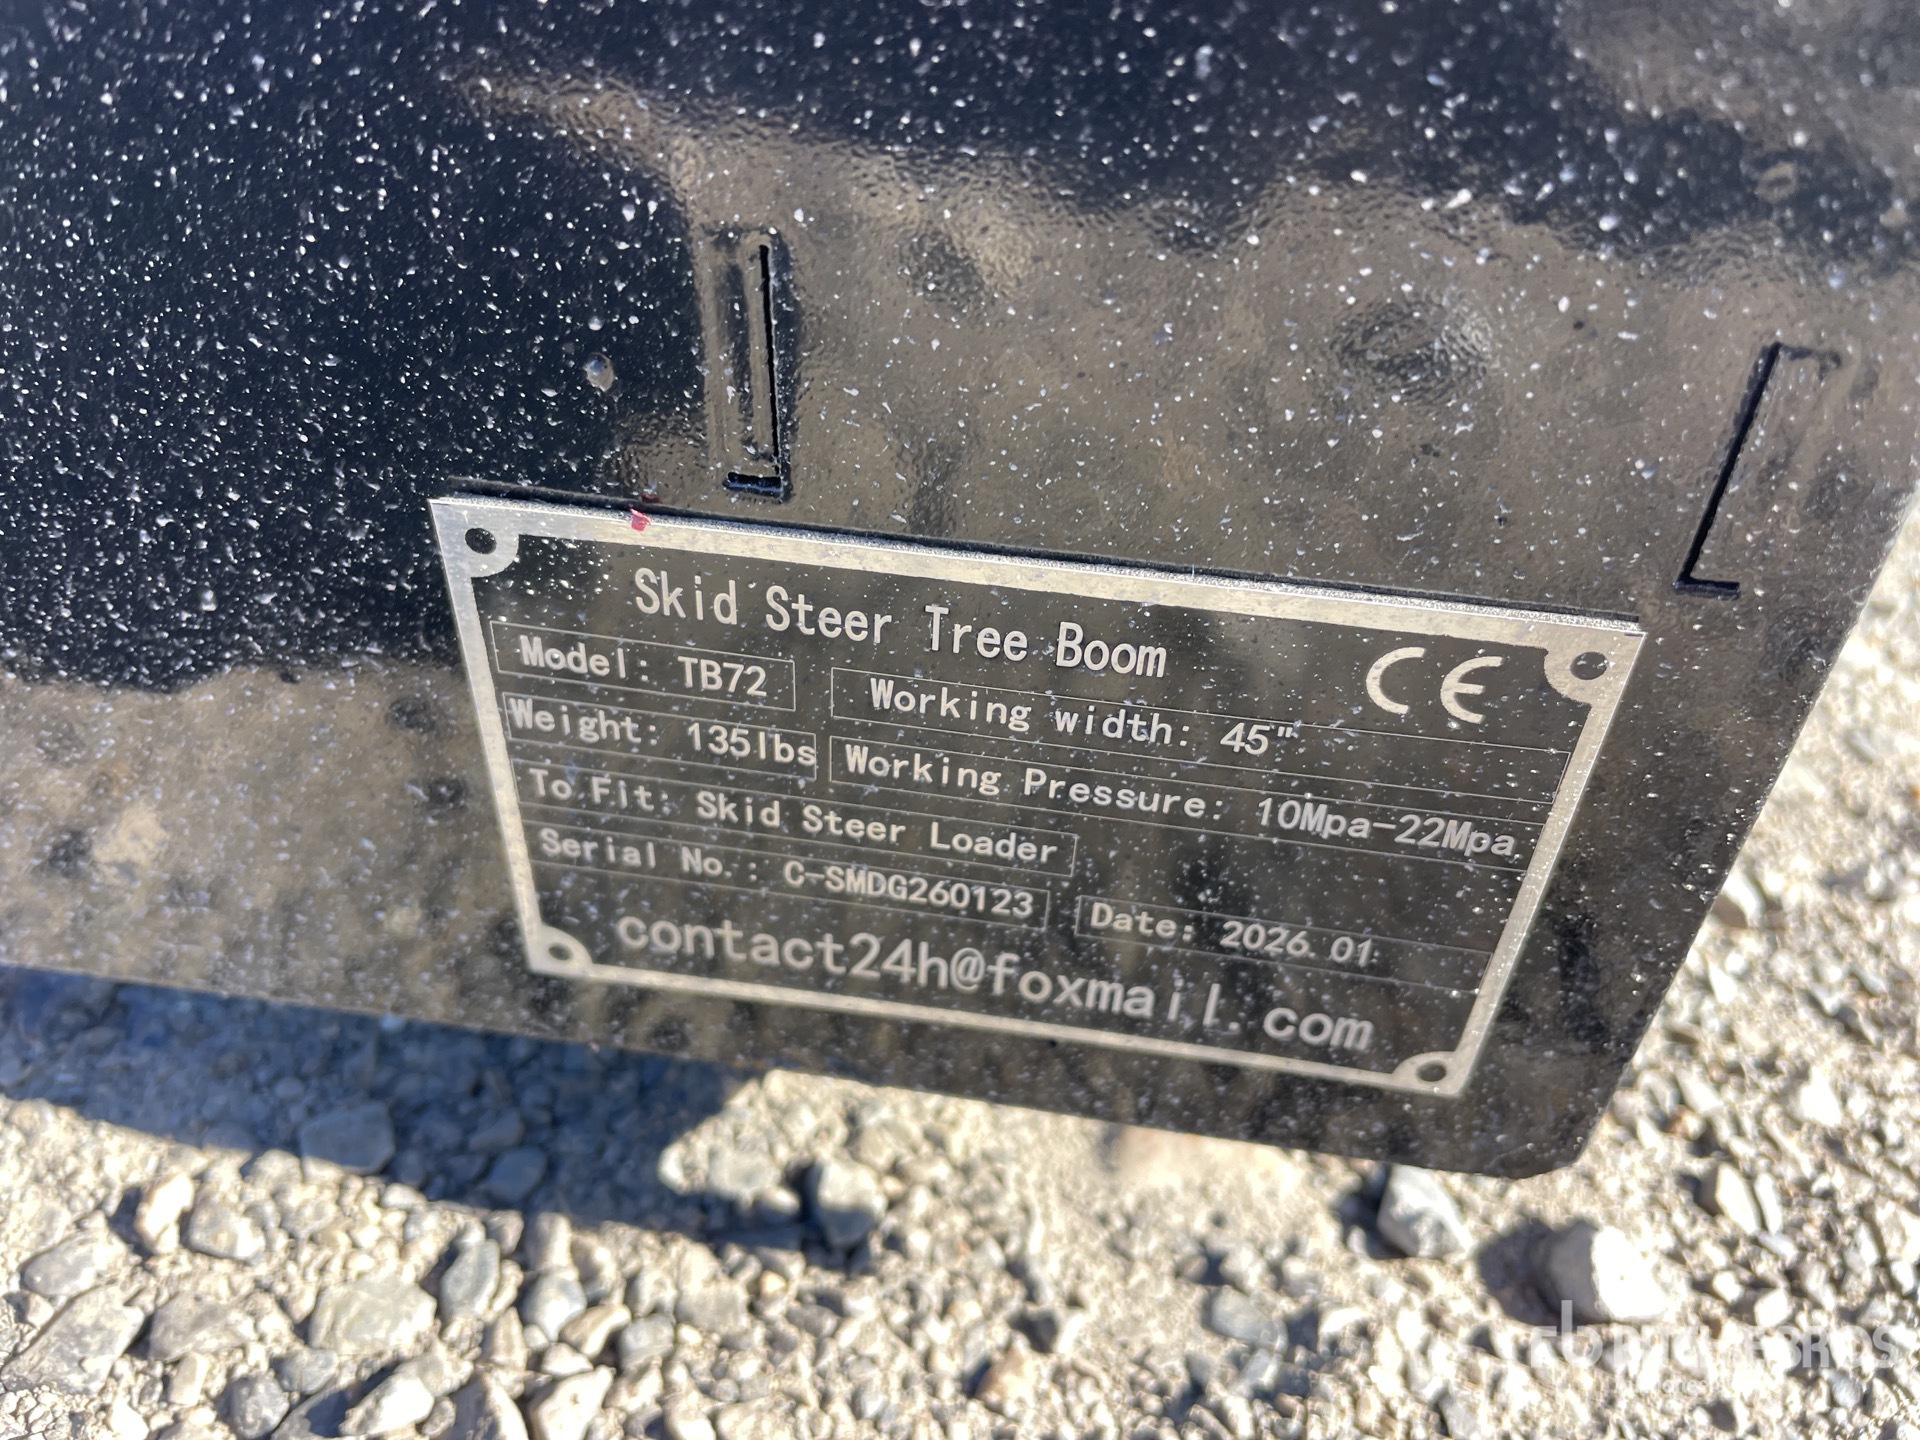 Skid Steer Tree Boom
CE
Model: TB72
Working width: 45"
Weight: 135lbs
Working Pressure: 10Mpa-22Mpa
To Fit: Skid Steer Loader
Serial No.: C-SMDG260123
Date: 2026.01
contact24h@foxmail.com